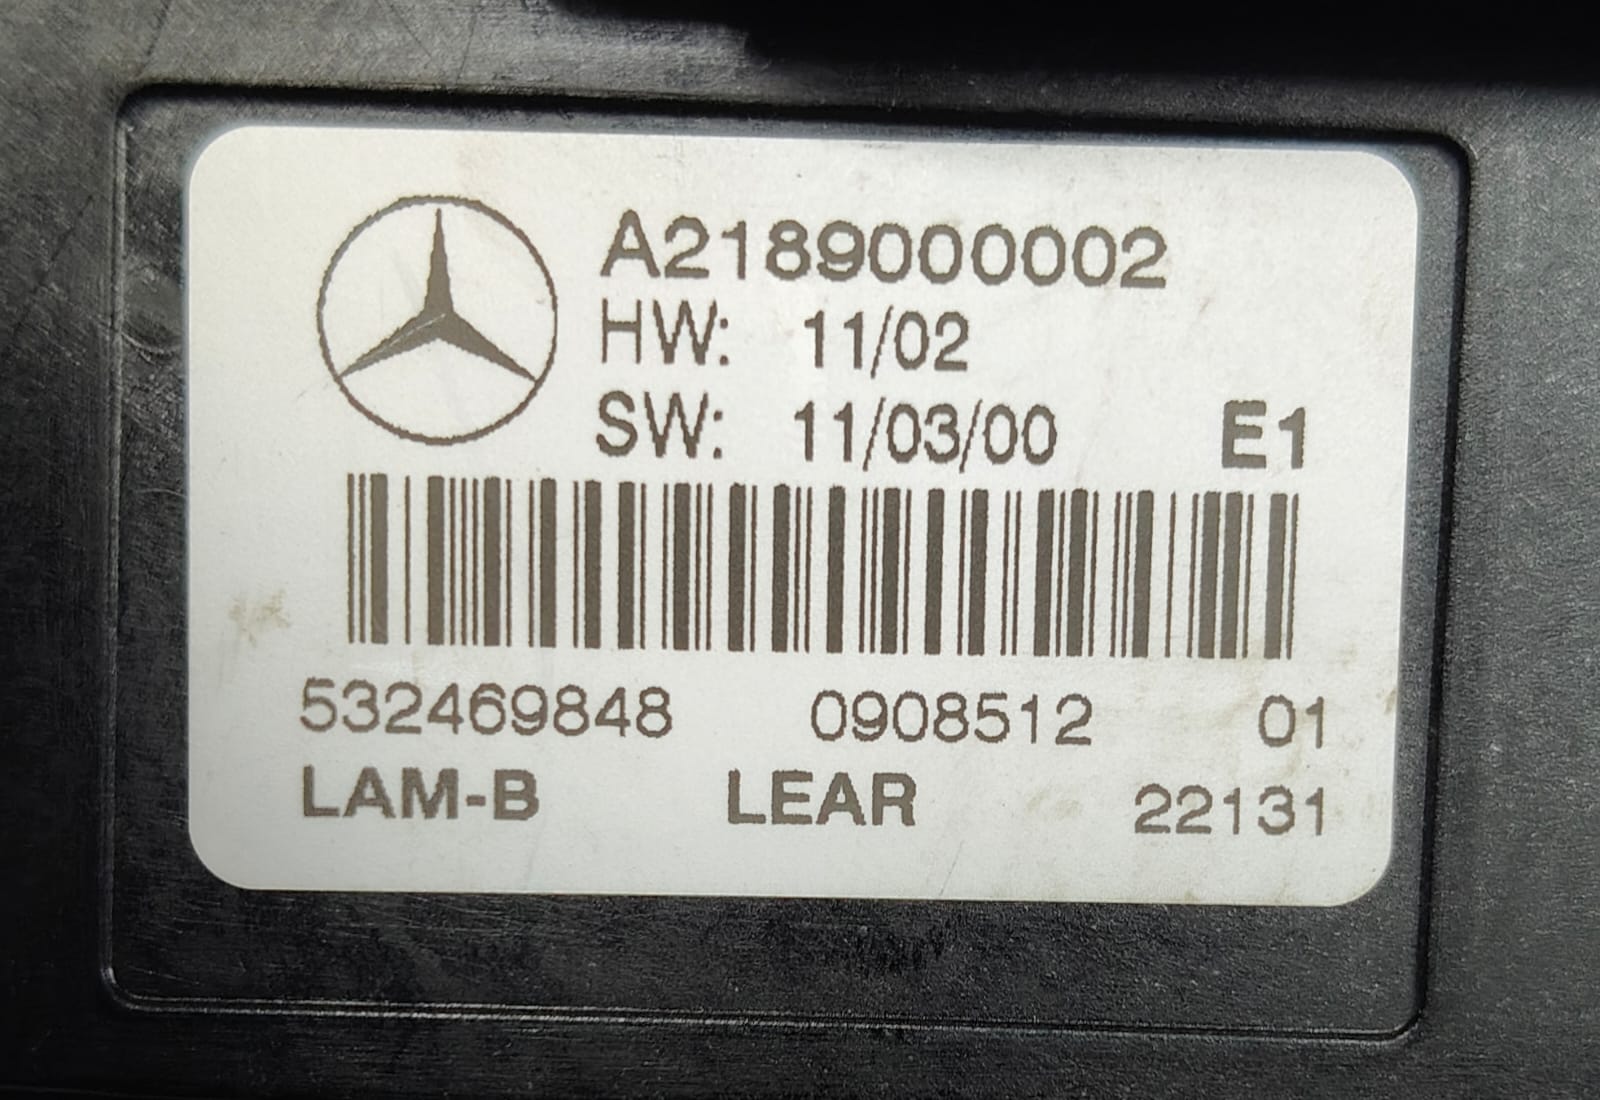 A2189000002
HW: 11/02
SW: 11/03/00 E1
532469848 0908512 01
LAM-B LEAR 22131